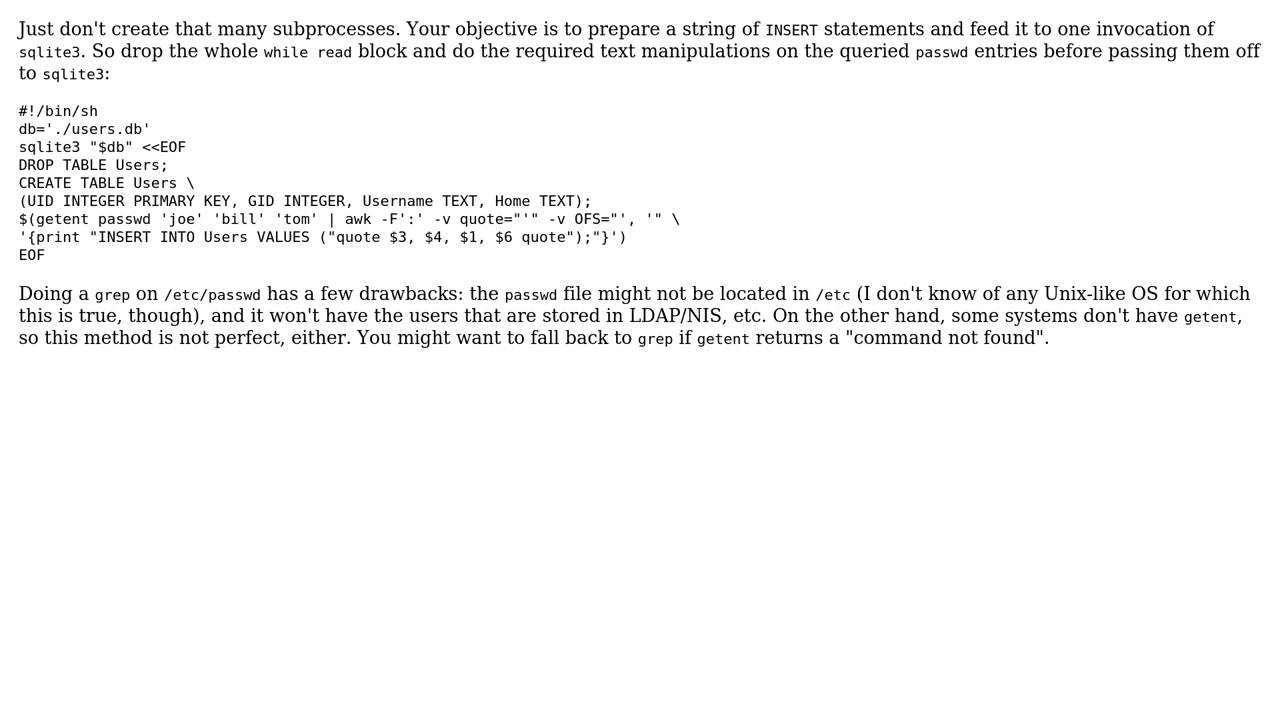 Just don't create that many subprocesses. Your objective is to prepare a string of INSERT statements and feed it to one invocation of
sqlite3. So drop the whole while read block and do the required text manipulations on the queried passwd entries before passing them off
to sqlite3:
#!/bin/sh
db='./users.db'
sqlite3 "$db" <<EOF
DROP TABLE Users;
CREATE TABLE Users \
(UID INTEGER PRIMARY KEY, GID INTEGER, Username TEXT, Home TEXT);
$(getent passwd 'joe' 'bill' 'tom' | awk -F':' -v quote="'" -v OFS="', '" \
'{print "INSERT INTO Users VALUES ("quote $3, $4, $1, $6 quote");"}')
EOF
Doing a grep on /etc/passwd has a few drawbacks: the passwd file might not be located in /etc (I don't know of any Unix-like OS for which
this is true, though), and it won't have the users that are stored in LDAP/NIS, etc. On the other hand, some systems don't have getent,
so this method is not perfect, either. You might want to fall back to grep if getent returns a "command not found".